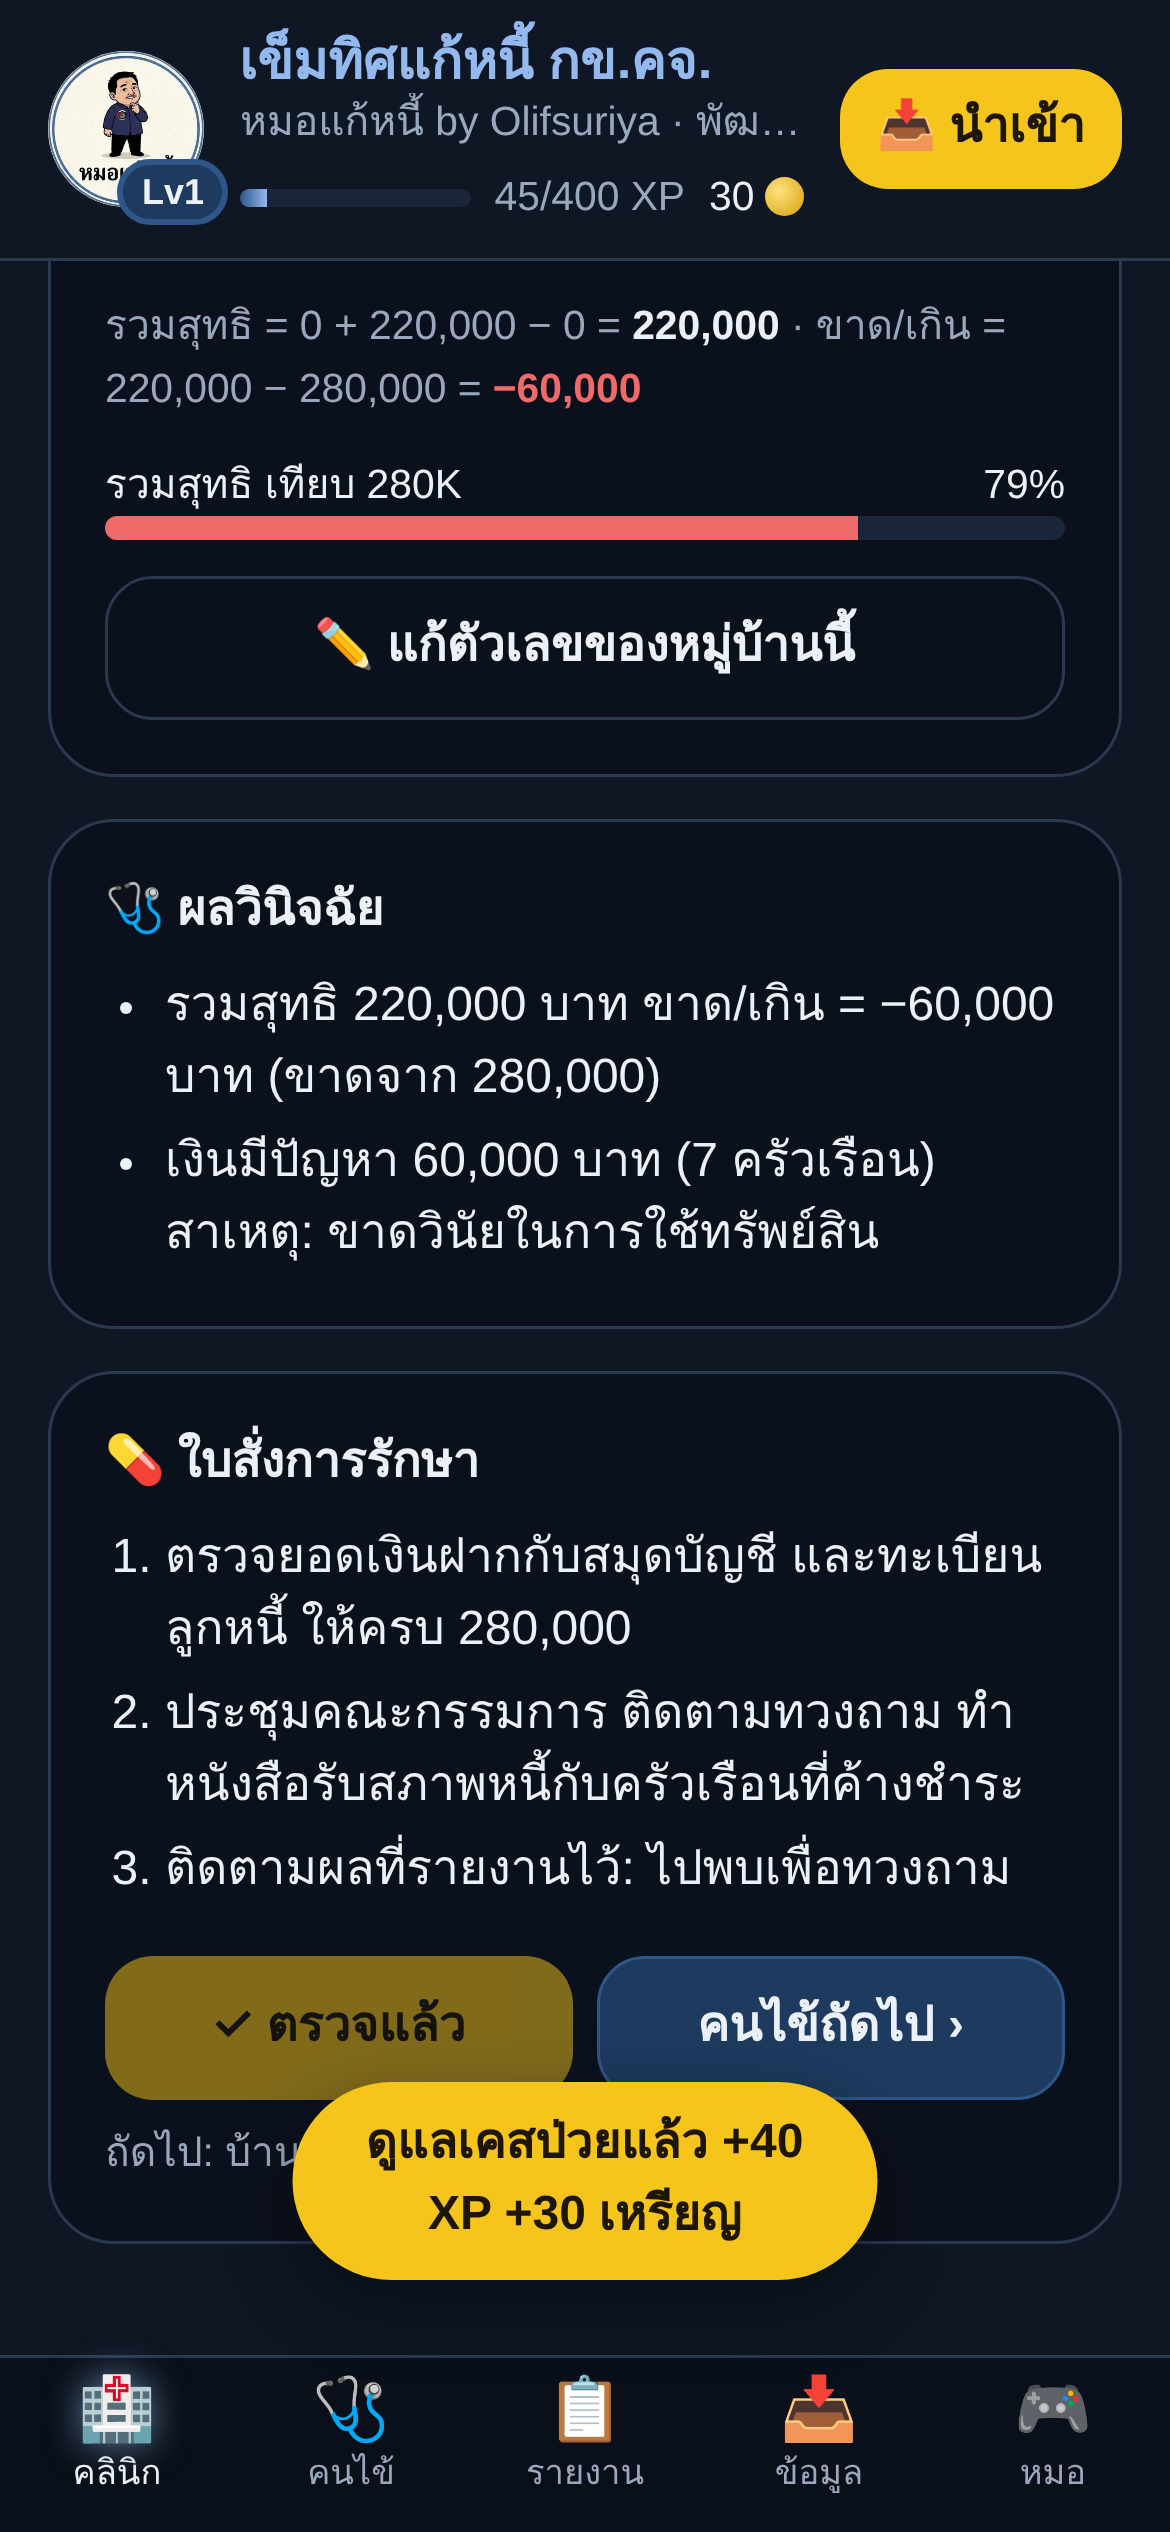 เข็มทิศแก้หนี้ กข.คจ.
หมอแก้หนี้ by Olifsuriya · พัฒ...
📥 นำเข้า
Lv1
45/400 XP 30
รวมสุทธิ = 0 + 220,000 − 0 = 220,000 · ขาด/เกิน =
220,000 − 280,000 = −60,000
รวมสุทธิ เทียบ 280K 79%
✏️ แก้ตัวเลขของหมู่บ้านนี้
🩺 ผลวินิจฉัย
• รวมสุทธิ 220,000 บาท ขาด/เกิน = −60,000
บาท (ขาดจาก 280,000)
• เงินมีปัญหา 60,000 บาท (7 ครัวเรือน)
สาเหตุ: ขาดวินัยในการใช้ทรัพย์สิน
💊 ใบสั่งการรักษา
1. ตรวจยอดเงินฝากกับสมุดบัญชี และทะเบียน
ลูกหนี้ ให้ครบ 280,000
2. ประชุมคณะกรรมการ ติดตามทวงถาม ทำ
หนังสือรับสภาพหนี้กับครัวเรือนที่ค้างชำระ
3. ติดตามผลที่รายงานไว้: ไปพบเพื่อทวงถาม
✓ ตรวจแล้ว
คนไข้ถัดไป ›
ถัดไป: บ้าน
ดูแลเคสป่วยแล้ว +40
XP +30 เหรียญ
คลินิก
คนไข้
รายงาน
ข้อมูล
หมอ